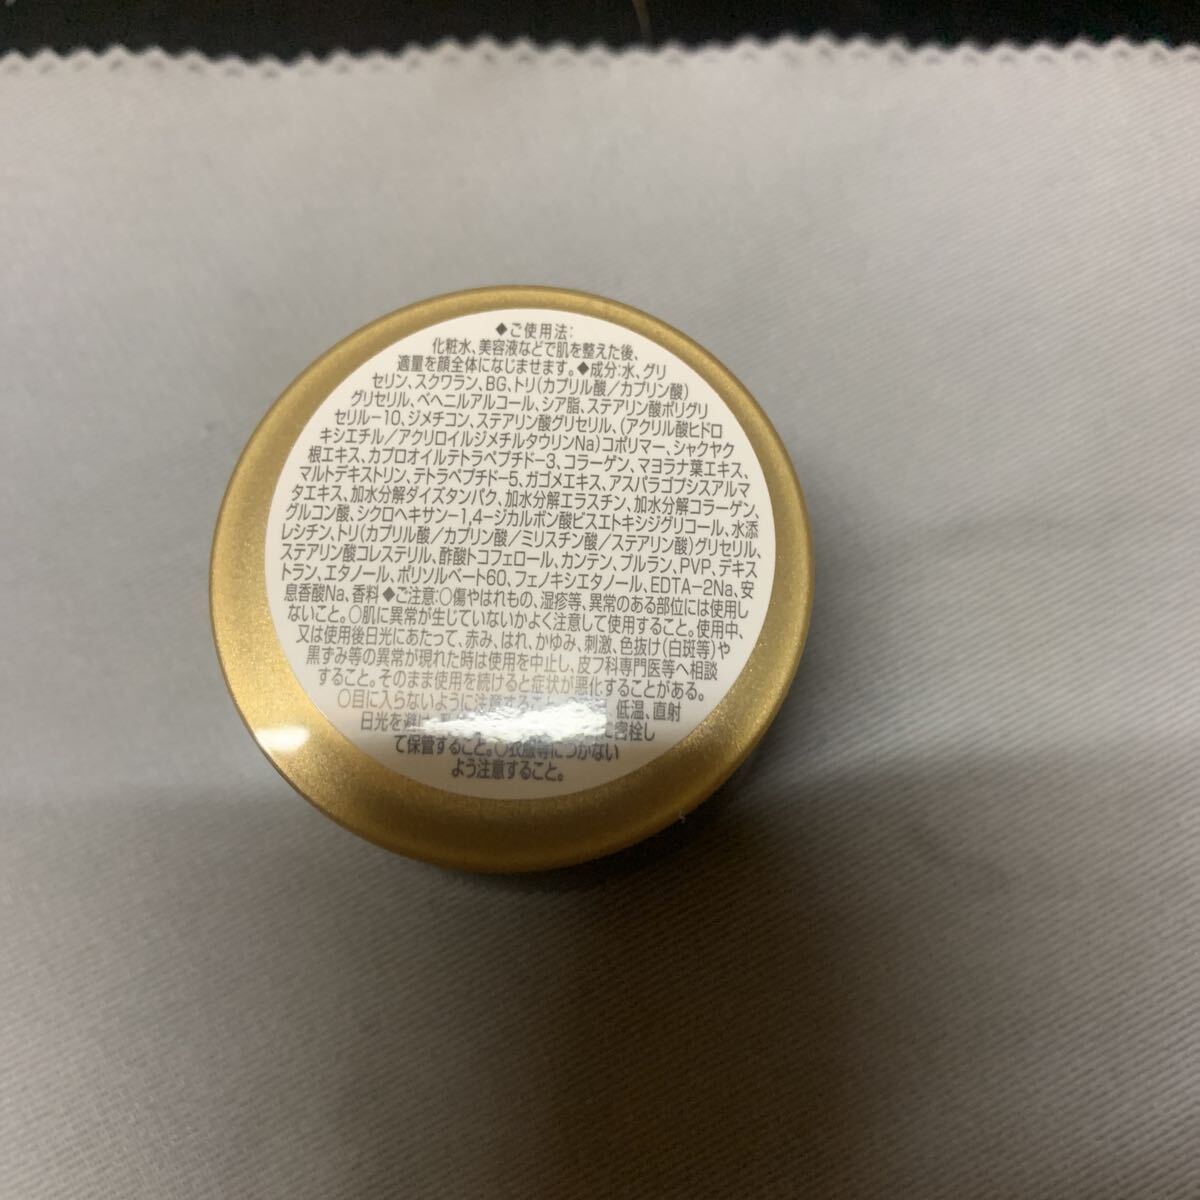 ◆ご使用法:
化粧水、美容液などで肌を整えた後、
適量を顔全体になじませます。◆成分:水、グリ
セリン、スクワラン、BG、トリ(カプリル酸/カプリン酸)
グリセリル、ベヘニルアルコール、シア脂、ステアリン酸ポリグリ
セリル-10、ジメチコン、ステアリン酸グリセリル、(アクリル酸ヒドロ
キシエチル/アクリロイルジメチルタウリンNa)コポリマー、シャクヤク
根エキス、カプロオイルテトラペプチド-3、コラーゲン、マヨラナ葉エキス、
マルトデキストリン、テトラペプチド-5、ガゴメエキス、アスパラゴプシスアルマ
タエキス、加水分解ダイズタンパク、加水分解エラスチン、加水分解コラーゲン、
グルコン酸、シクロヘキサン-1,4-ジカルボン酸ビスエトキシジグリコール、水添
レシチン、トリ(カプリル酸/カプリン酸/ミリスチン酸/ステアリン酸)グリセリル、
ステアリン酸コレステリル、酢酸トコフェロール、カンテン、プルラン、PVP、デキス
トラン、エタノール、ポリソルベート60、フェノキシエタノール、EDTA-2Na、安
息香酸Na、香料 ◆ご注意:〇傷やはれもの、湿疹等、異常のある部位には使用し
ないこと。〇肌に異常が生じていないかよく注意して使用すること。使用中、
又は使用後日光にあたって、赤み、はれ、かゆみ、刺激、色抜け(白斑等)や
黒ずみ等の異常が現れた時は使用を中止し、皮フ科専門医等へ相談
すること。そのまま使用を続けると症状が悪化することがある。
〇目に入らないように注意すること 低温、直射
日光を避け に密栓し
て保管すること。〇衣服等につかない
よう注意すること。